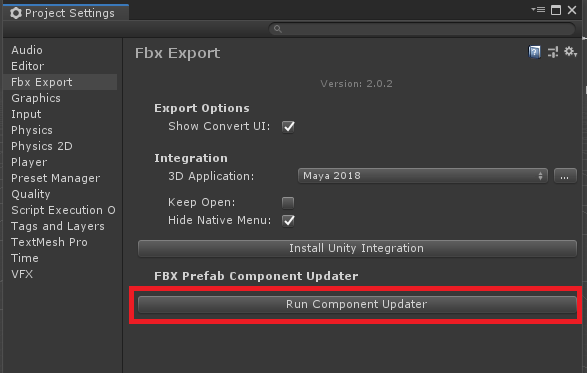 Project Settings
Audio
Editor
Fbx Export
Graphics
Input
Physics
Physics 2D
Player
Preset Manager
Quality
Script Execution O
Tags and Layers
TextMesh Pro
Time
VFX
Fbx Export
Version: 2.0.2
Export Options
Show Convert UI:
Integration
3D Application: Maya 2018 ...
Keep Open:
Hide Native Menu:
Install Unity Integration
FBX Prefab Component Updater
Run Component Updater